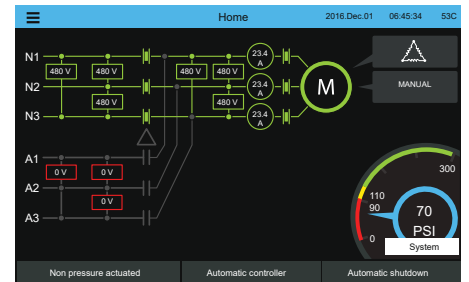 Home 2016.Dec.01 06:45:34 53C
N1
23.4 A
480 V 480 V 480 V 480 V
N2
23.4 A
M
MANUAL
480 V 480 V
N3
23.4 A
A1
0 V 0 V
A2
0 V
A3
300
110
90
70
PSI
0
System
Non pressure actuated Automatic controller Automatic shutdown